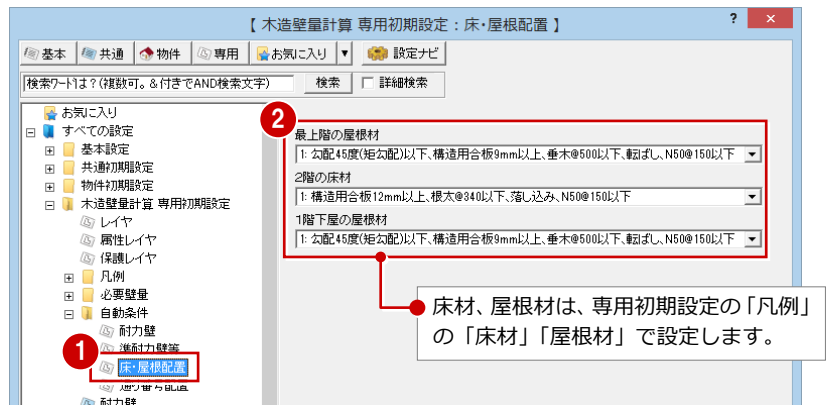 【 木造壁量計算 専用初期設定：床・屋根配置 】
? ×
基本 共通 物件 専用 お気に入り ▼ 設定ナビ
検索ワードは？(複数可。＆付きでAND検索文字) 検索 詳細検索
お気に入り
すべての設定
基本設定
共通初期設定
物件初期設定
木造壁量計算 専用初期設定
レイヤ
属性レイヤ
保護レイヤ
凡例
必要壁量
自動条件
耐力壁
準耐力壁等
床・屋根配置
通り番号配置
耐力壁
1
2
最上階の屋根材
1: 勾配45度(矩勾配)以下、構造用合板9mm以上、垂木@500以下、転ばし、N50@150以下
2階の床材
1: 構造用合板12mm以上、根太@340以下、落し込み、N50@150以下
1階下屋の屋根材
1: 勾配45度(矩勾配)以下、構造用合板9mm以上、垂木@500以下、転ばし、N50@150以下
床材、屋根材は、専用初期設定の「凡例」
の「床材」「屋根材」で設定します。